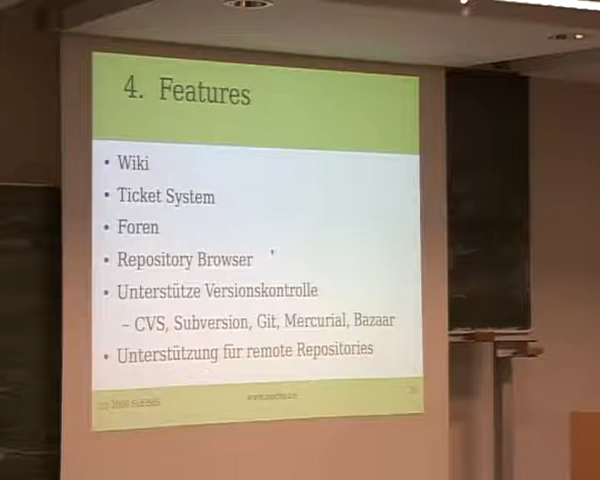 4. Features
• Wiki
• Ticket System
• Foren
• Repository Browser
• Unterstütze Versionskontrolle
– CVS, Subversion, Git, Mercurial, Bazaar
• Unterstützung für remote Repositories
2009